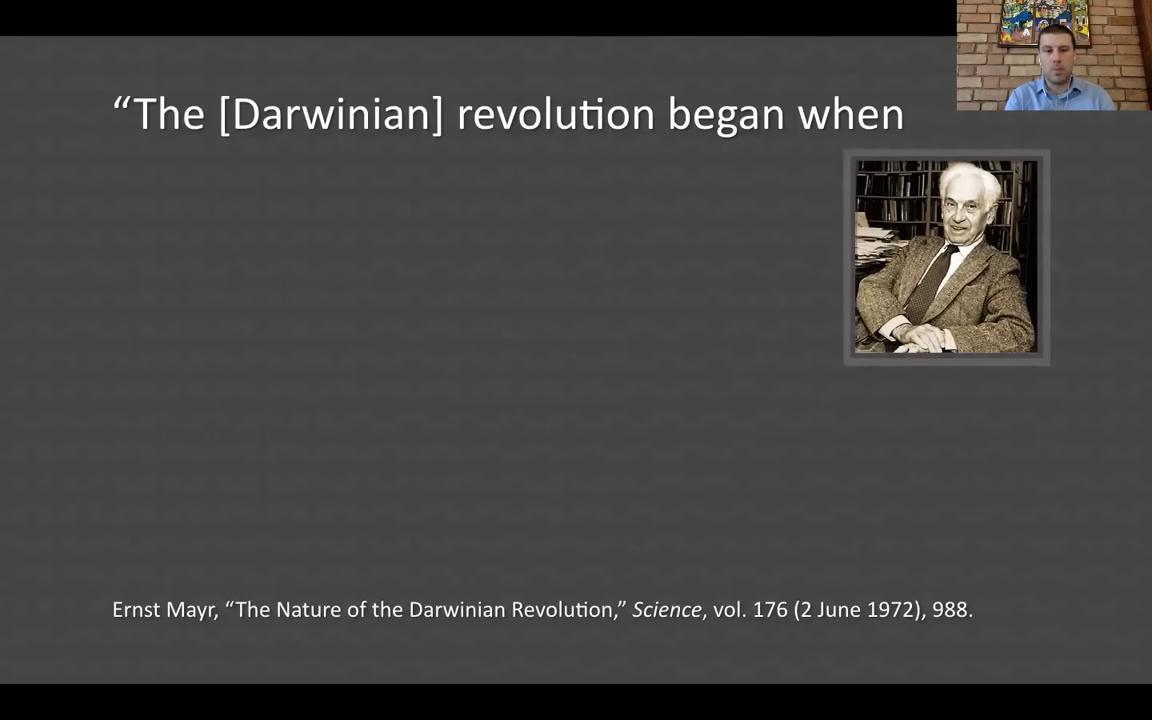 “The [Darwinian] revolution began when
Ernst Mayr, “The Nature of the Darwinian Revolution,” Science, vol. 176 (2 June 1972), 988.